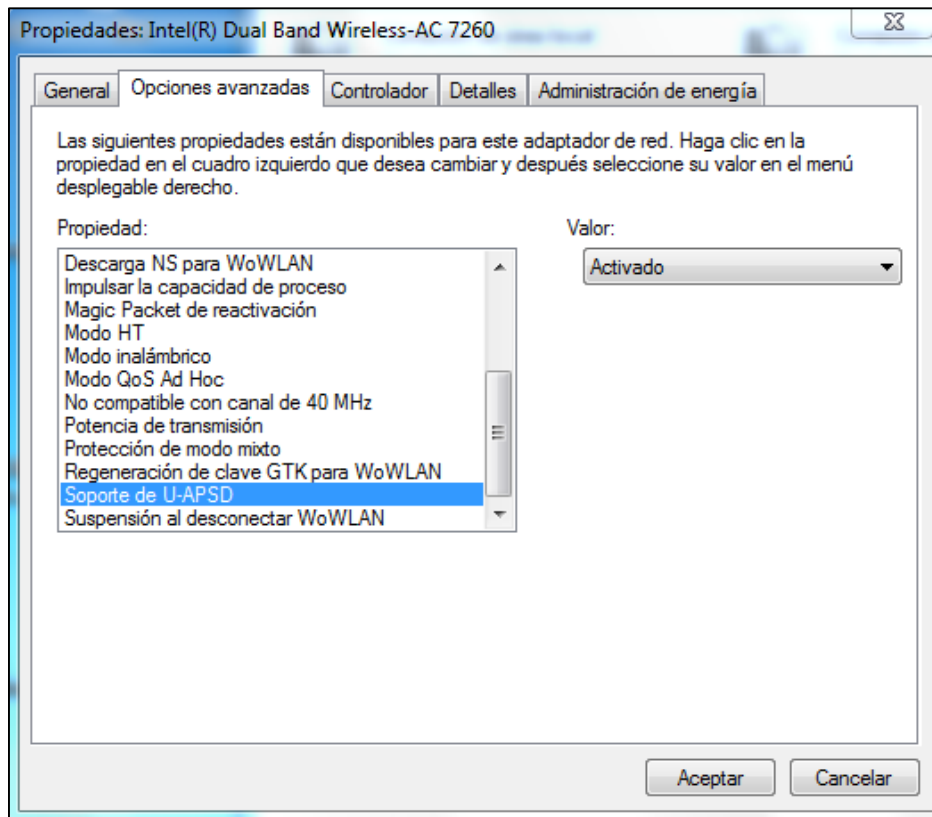 Propiedades: Intel(R) Dual Band Wireless-AC 7260
General Opciones avanzadas Controlador Detalles Administración de energía
Las siguientes propiedades están disponibles para este adaptador de red. Haga clic en la
propiedad en el cuadro izquierdo que desea cambiar y después seleccione su valor en el menú
desplegable derecho.
Propiedad:
Valor:
Descarga NS para WoWLAN
Activado
Impulsar la capacidad de proceso
Magic Packet de reactivación
Modo HT
Modo inalámbrico
Modo QoS Ad Hoc
No compatible con canal de 40 MHz
Potencia de transmisión
Protección de modo mixto
Regeneración de clave GTK para WoWLAN
Soporte de U-APSD
Suspensión al desconectar WoWLAN
Aceptar Cancelar